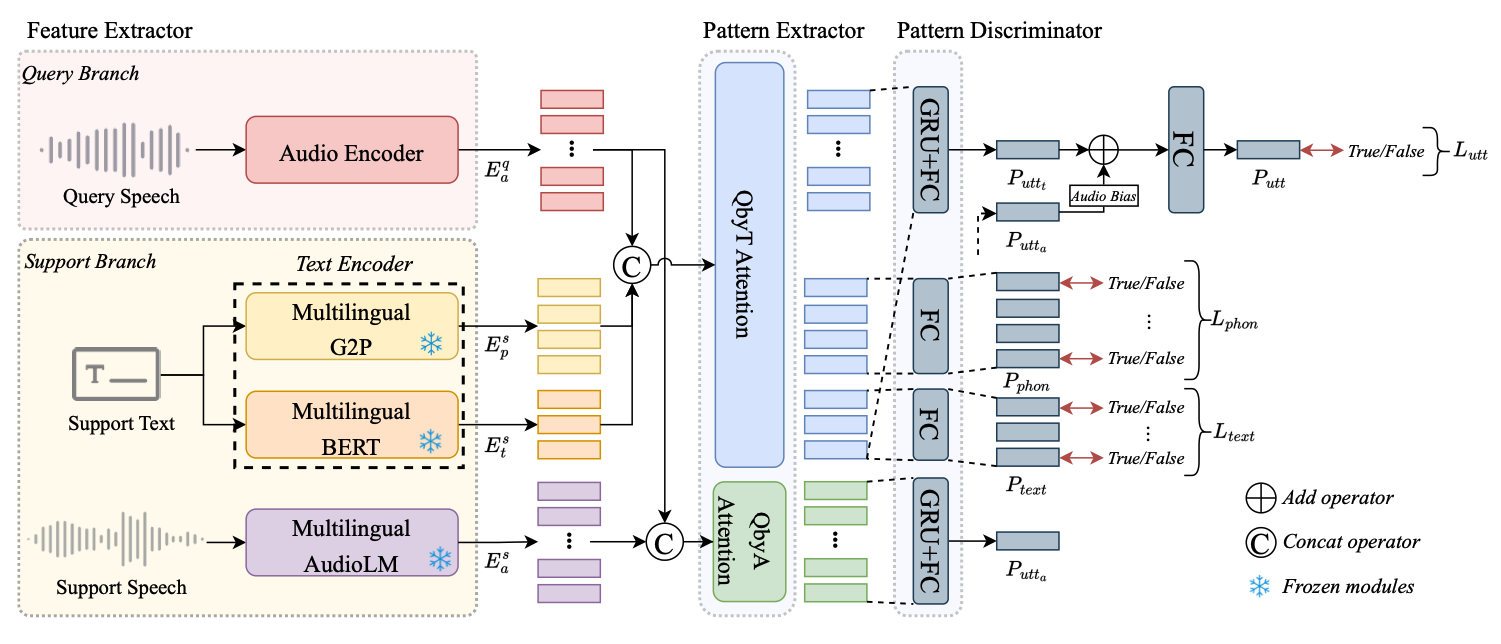 Feature Extractor
Pattern Extractor
Pattern Discriminator
Query Branch
Query Speech
Audio Encoder
E_a^q
Support Branch
Text Encoder
Multilingual
G2P
E_p^s
Support Text
Multilingual
BERT
E_t^s
Support Speech
Multilingual
AudioLM
E_a^s
C
C
QbyT Attention
QbyA
Attention
GRU+FC
FC
FC
GRU+FC
P_{utt_t}
Audio Bias
P_{utt_a}
FC
P_{utt}
True/False
L_{utt}
True/False
⋮
True/False
L_{phon}
P_{phon}
True/False
⋮
True/False
L_{text}
P_{text}
P_{utt_a}
Add operator
C Concat operator
Frozen modules